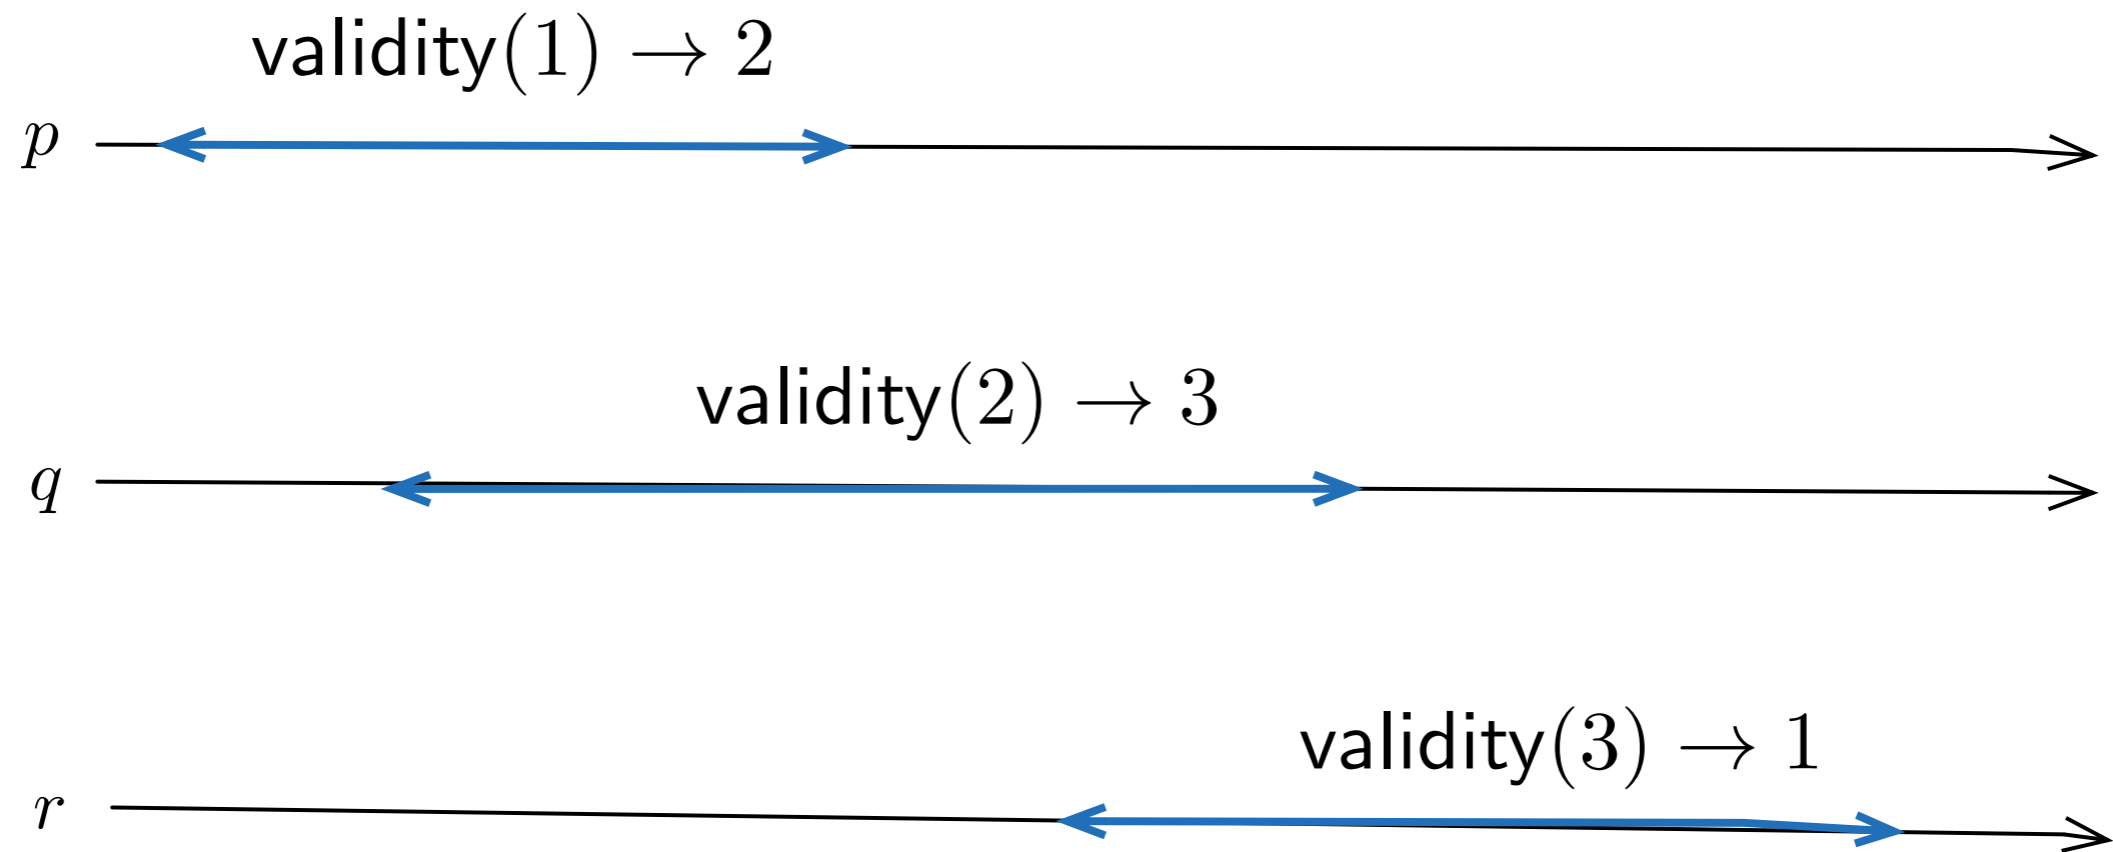 validity(1) → 2
p
validity(2) → 3
q
validity(3) → 1
r